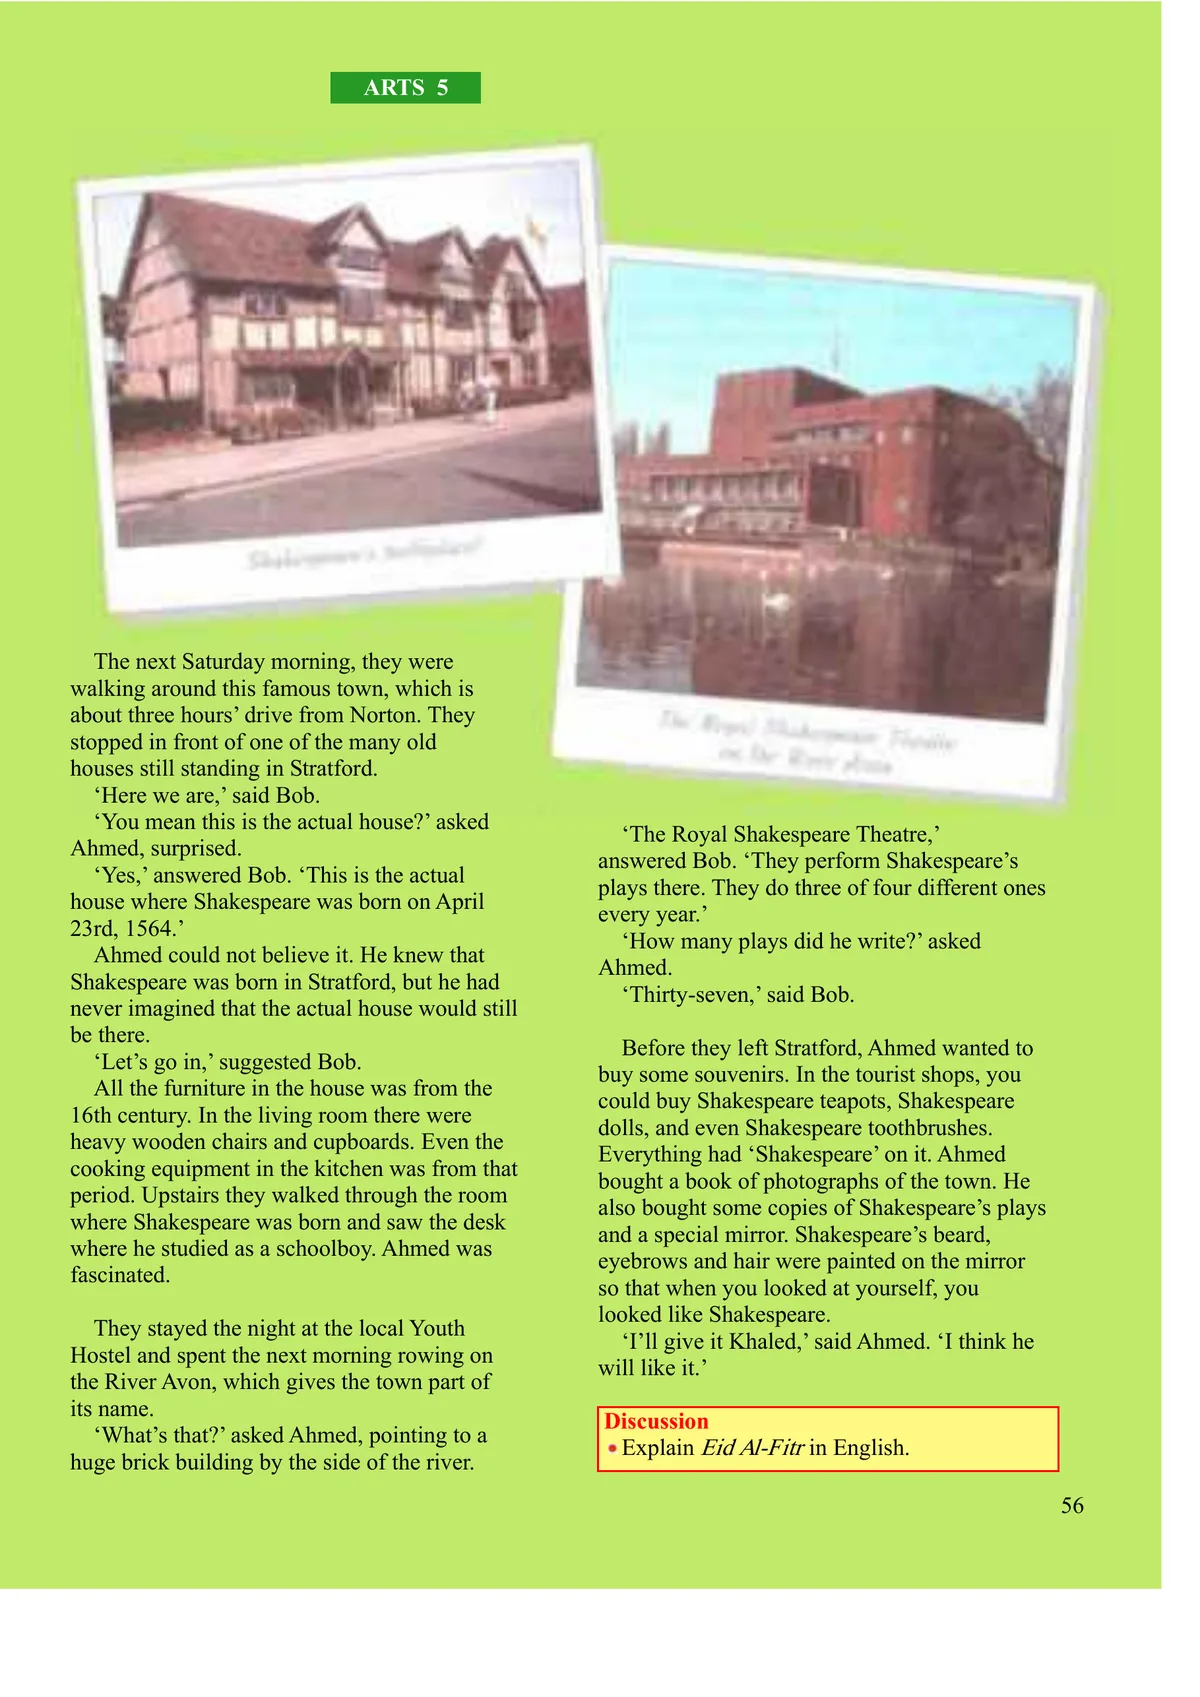 ARTS 5
Shakespeare's birthplace
The Royal Shakespeare Theatre
on the River Avon
The next Saturday morning, they were
walking around this famous town, which is
about three hours’ drive from Norton. They
stopped in front of one of the many old
houses still standing in Stratford.
‘Here we are,’ said Bob.
‘You mean this is the actual house?’ asked
Ahmed, surprised.
‘Yes,’ answered Bob. ‘This is the actual
house where Shakespeare was born on April
23rd, 1564.’
Ahmed could not believe it. He knew that
Shakespeare was born in Stratford, but he had
never imagined that the actual house would still
be there.
‘Let’s go in,’ suggested Bob.
All the furniture in the house was from the
16th century. In the living room there were
heavy wooden chairs and cupboards. Even the
cooking equipment in the kitchen was from that
period. Upstairs they walked through the room
where Shakespeare was born and saw the desk
where he studied as a schoolboy. Ahmed was
fascinated.
They stayed the night at the local Youth
Hostel and spent the next morning rowing on
the River Avon, which gives the town part of
its name.
‘What’s that?’ asked Ahmed, pointing to a
huge brick building by the side of the river.
‘The Royal Shakespeare Theatre,’
answered Bob. ‘They perform Shakespeare’s
plays there. They do three of four different ones
every year.’
‘How many plays did he write?’ asked
Ahmed.
‘Thirty-seven,’ said Bob.
Before they left Stratford, Ahmed wanted to
buy some souvenirs. In the tourist shops, you
could buy Shakespeare teapots, Shakespeare
dolls, and even Shakespeare toothbrushes.
Everything had ‘Shakespeare’ on it. Ahmed
bought a book of photographs of the town. He
also bought some copies of Shakespeare’s plays
and a special mirror. Shakespeare’s beard,
eyebrows and hair were painted on the mirror
so that when you looked at yourself, you
looked like Shakespeare.
‘I’ll give it Khaled,’ said Ahmed. ‘I think he
will like it.’
Discussion
• Explain Eid Al-Fitr in English.
56